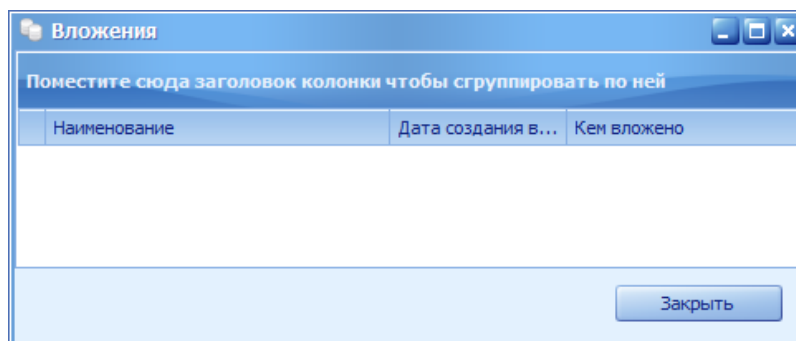 Вложения
Поместите сюда заголовок колонки чтобы сгруппировать по ней
Наименование Дата создания в... Кем вложено
Закрыть